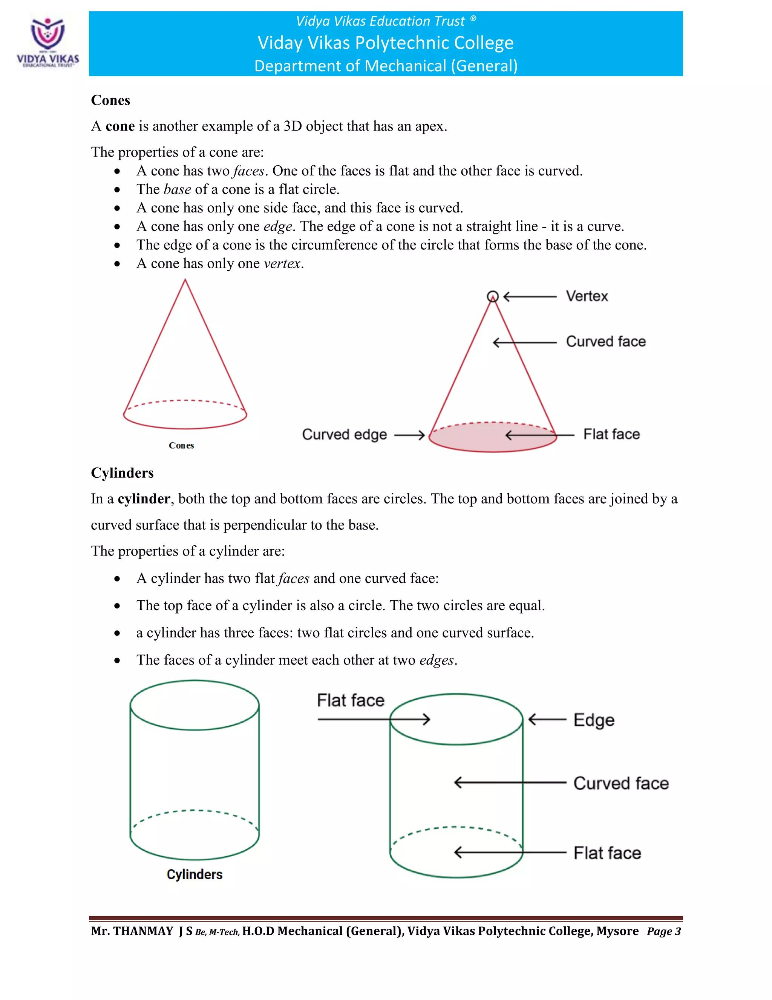 VIDYA VIKAS
EDUCATIONAL TRUST
Vidya Vikas Education Trust ®
Viday Vikas Polytechnic College
Department of Mechanical (General)
Cones
A cone is another example of a 3D object that has an apex.
The properties of a cone are:
• A cone has two faces. One of the faces is flat and the other face is curved.
• The base of a cone is a flat circle.
• A cone has only one side face, and this face is curved.
• A cone has only one edge. The edge of a cone is not a straight line - it is a curve.
• The edge of a cone is the circumference of the circle that forms the base of the cone.
• A cone has only one vertex.
Vertex
Curved face
Curved edge
Flat face
Cones
Cylinders
In a cylinder, both the top and bottom faces are circles. The top and bottom faces are joined by a
curved surface that is perpendicular to the base.
The properties of a cylinder are:
• A cylinder has two flat faces and one curved face:
• The top face of a cylinder is also a circle. The two circles are equal.
• a cylinder has three faces: two flat circles and one curved surface.
• The faces of a cylinder meet each other at two edges.
Flat face
Edge
Curved face
Flat face
Cylinders
Mr. THANMAY J S Be, M-Tech, H.O.D Mechanical (General), Vidya Vikas Polytechnic College, Mysore Page 3